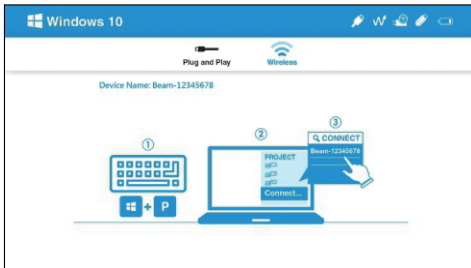 Windows 10
Plug and Play
Wireless
Device Name: Beam-12345678
①
②
③
PROJECT
Connect...
CONNECT
Beam-12345678
+ P